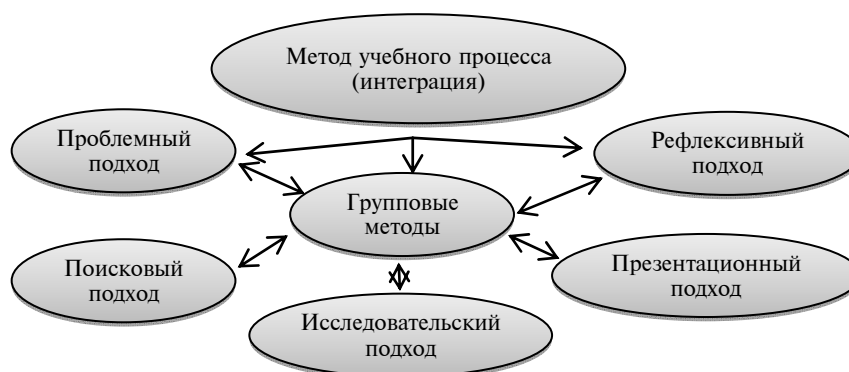 Метод учебного процесса
(интеграция)
Проблемный
подход
Рефлексивный
подход
Групповые
методы
Поисковый
подход
Презентационный
подход
Исследовательский
подход